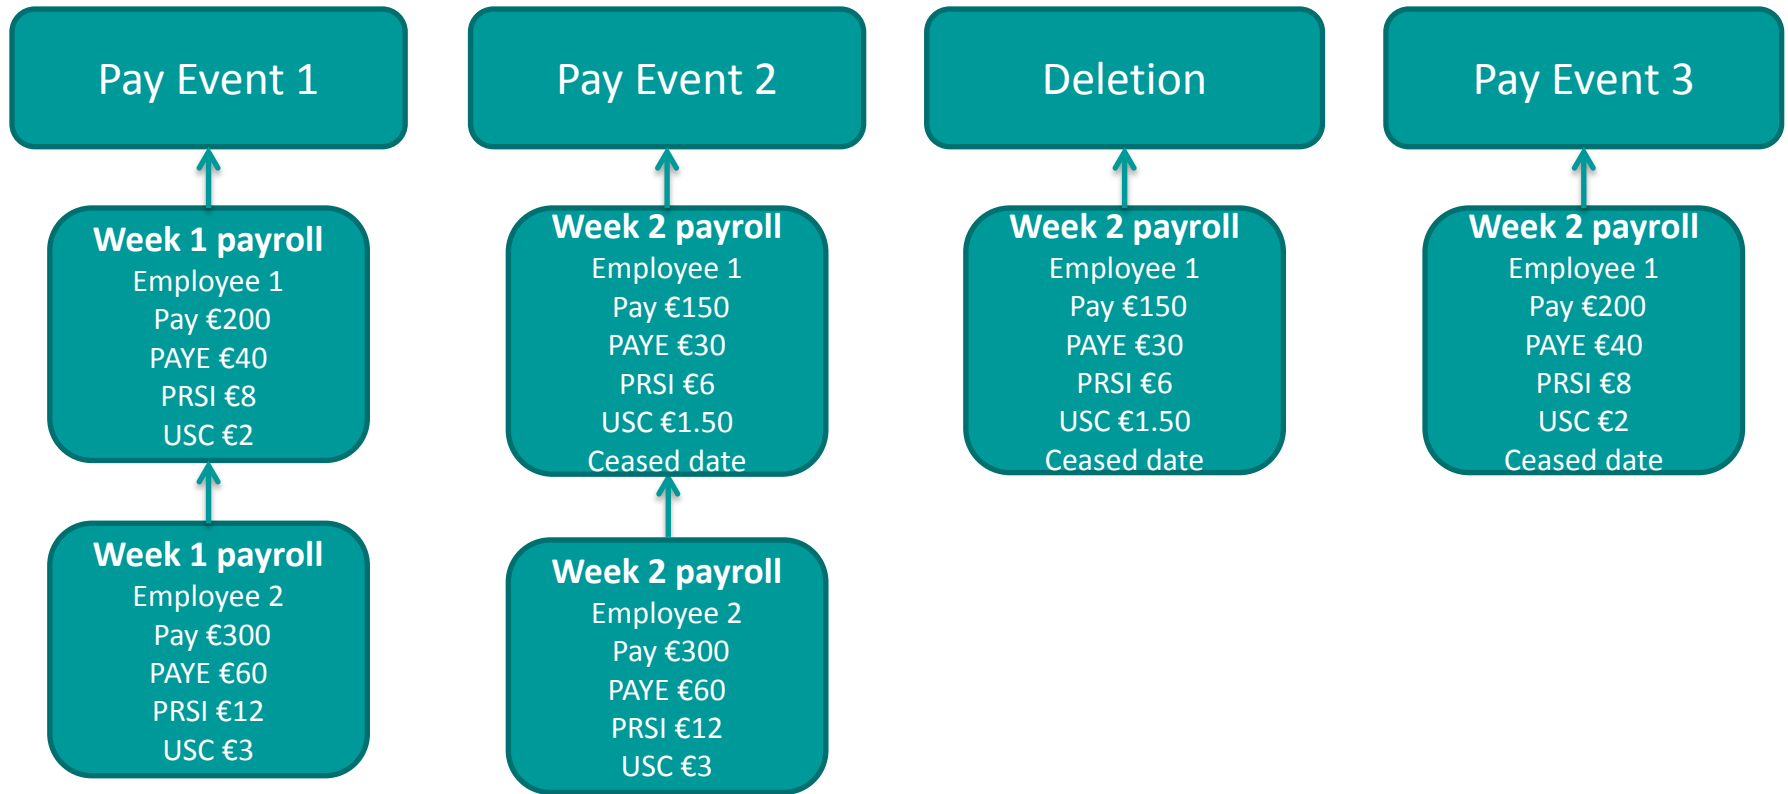 Pay Event 1
Week 1 payroll
Employee 1
Pay €200
PAYE €40
PRSI €8
USC €2
Week 1 payroll
Employee 2
Pay €300
PAYE €60
PRSI €12
USC €3
Pay Event 2
Week 2 payroll
Employee 1
Pay €150
PAYE €30
PRSI €6
USC €1.50
Ceased date
Week 2 payroll
Employee 2
Pay €300
PAYE €60
PRSI €12
USC €3
Deletion
Week 2 payroll
Employee 1
Pay €150
PAYE €30
PRSI €6
USC €1.50
Ceased date
Pay Event 3
Week 2 payroll
Employee 1
Pay €200
PAYE €40
PRSI €8
USC €2
Ceased date